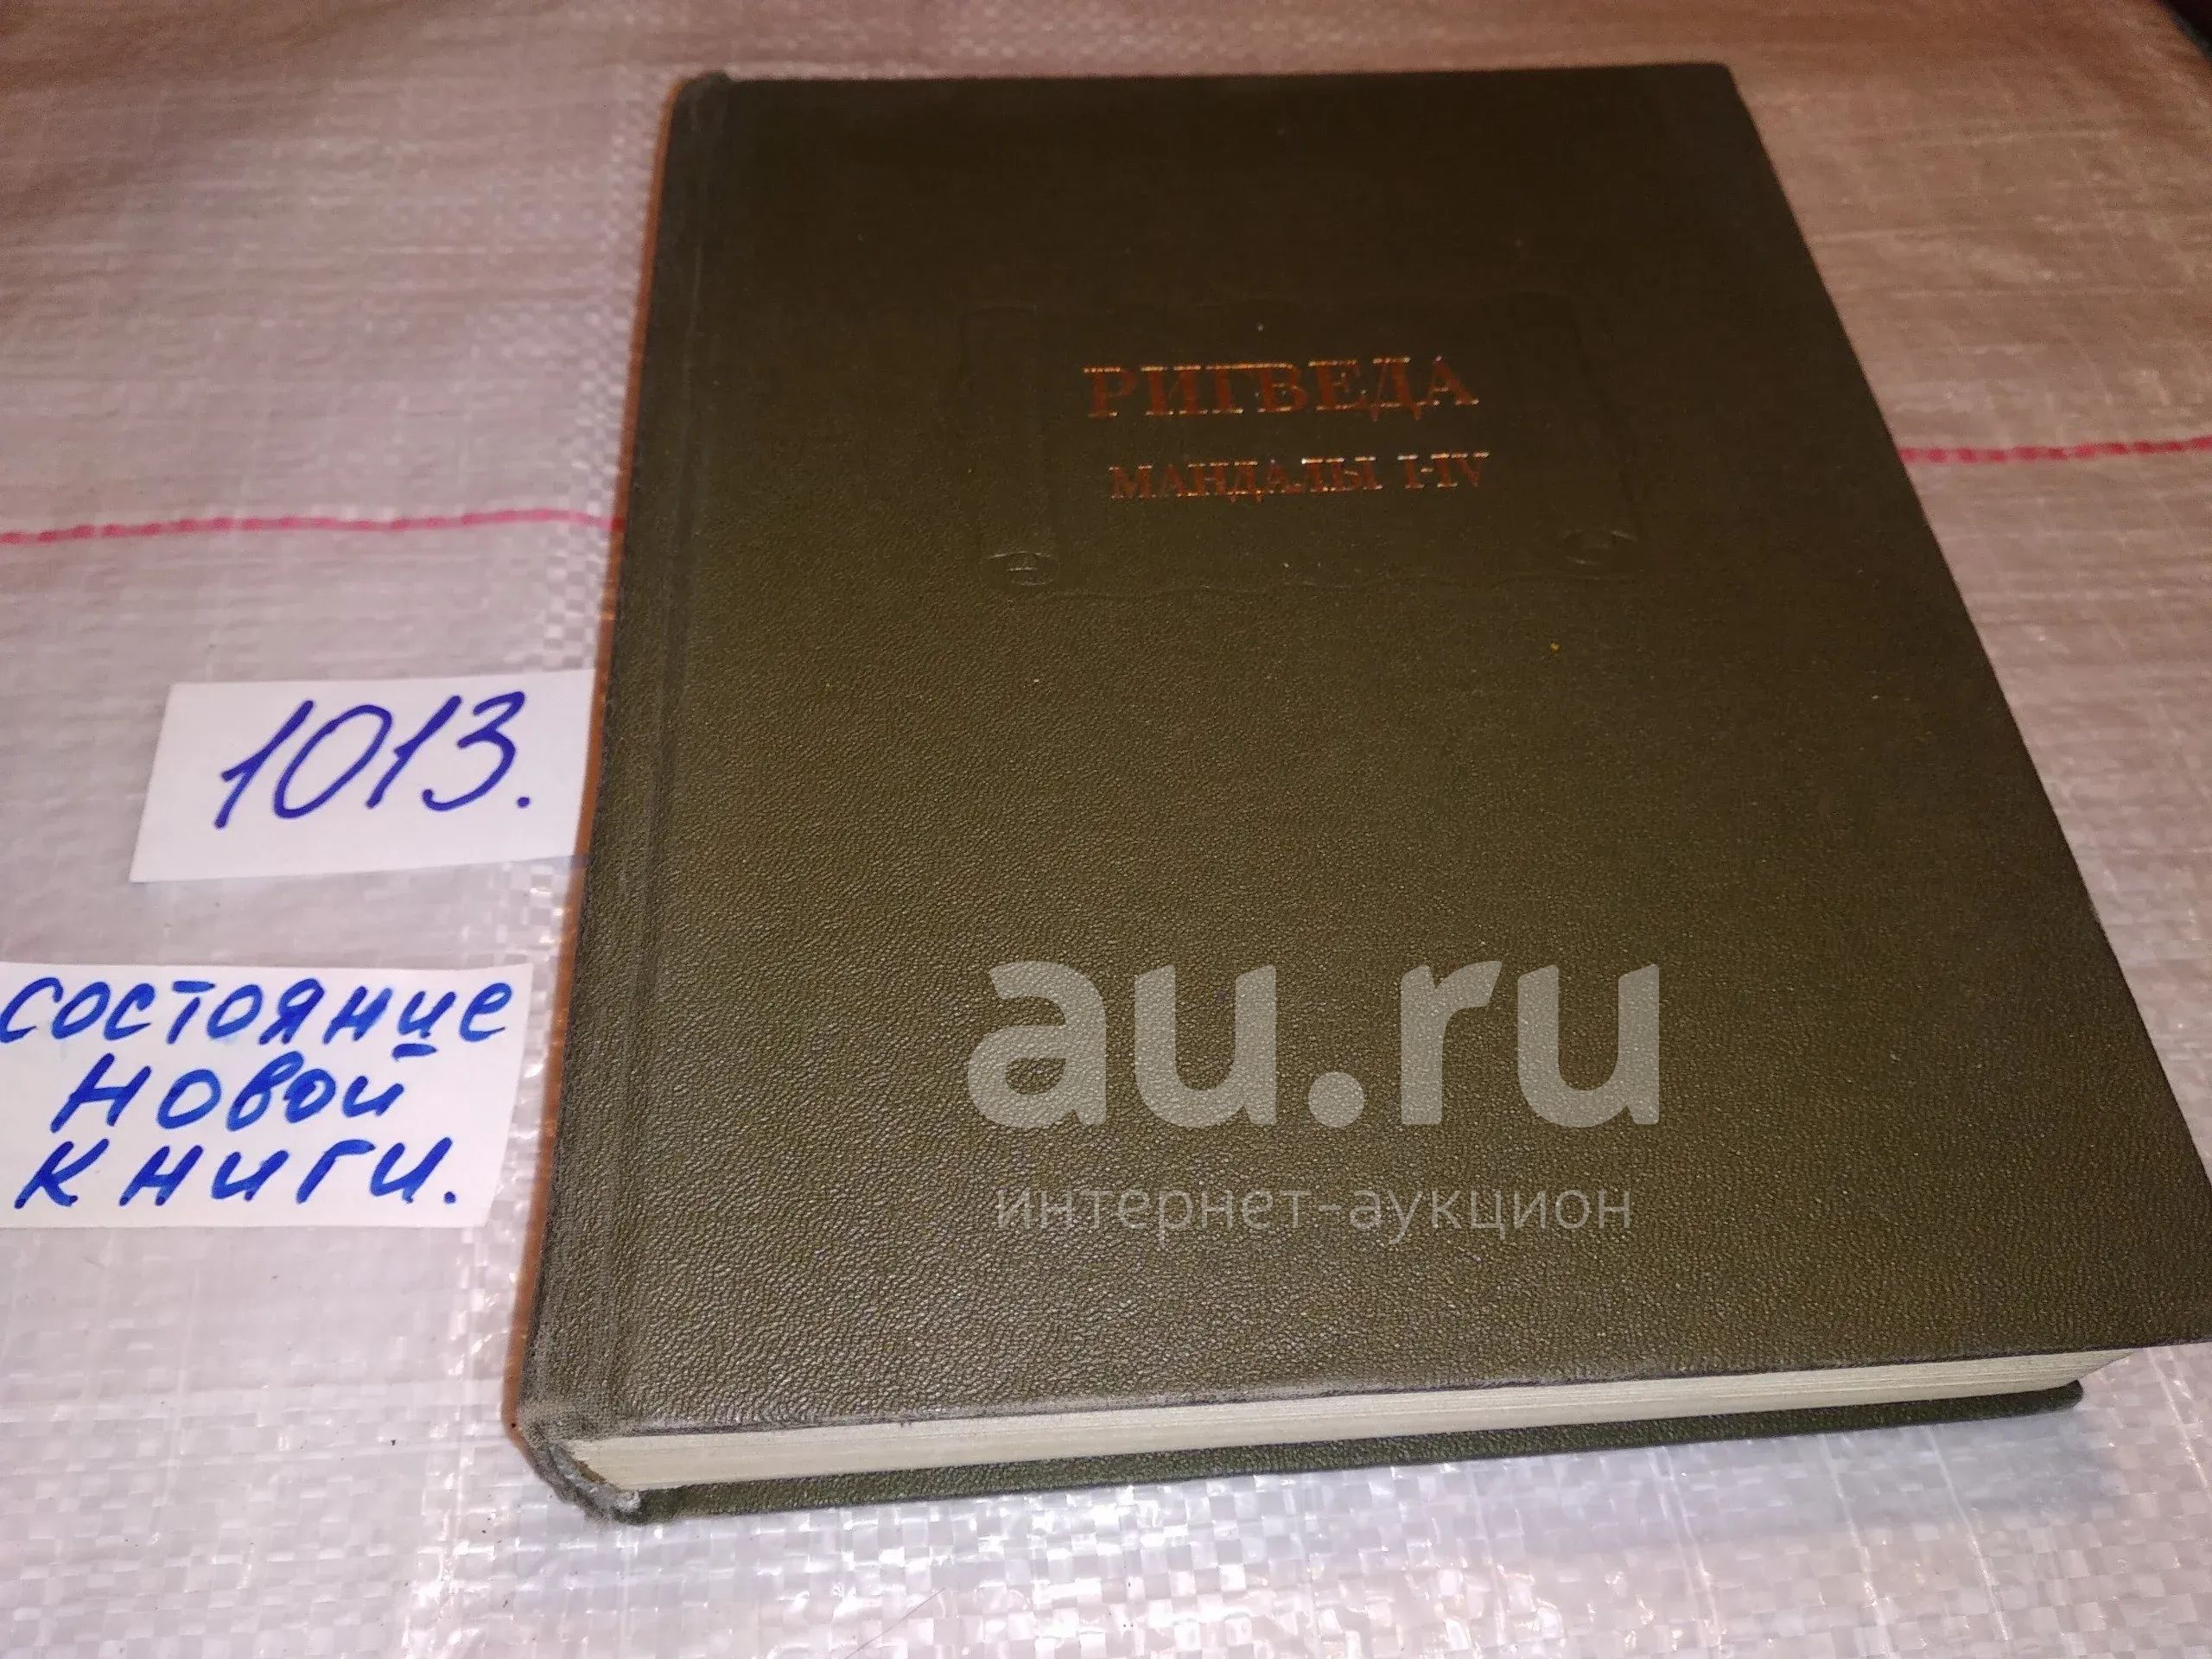 РИГВЕДА
МАНДАЛЫ I-IV
1013.
состояние
новой
книги.
au.ru
интернет-аукцион